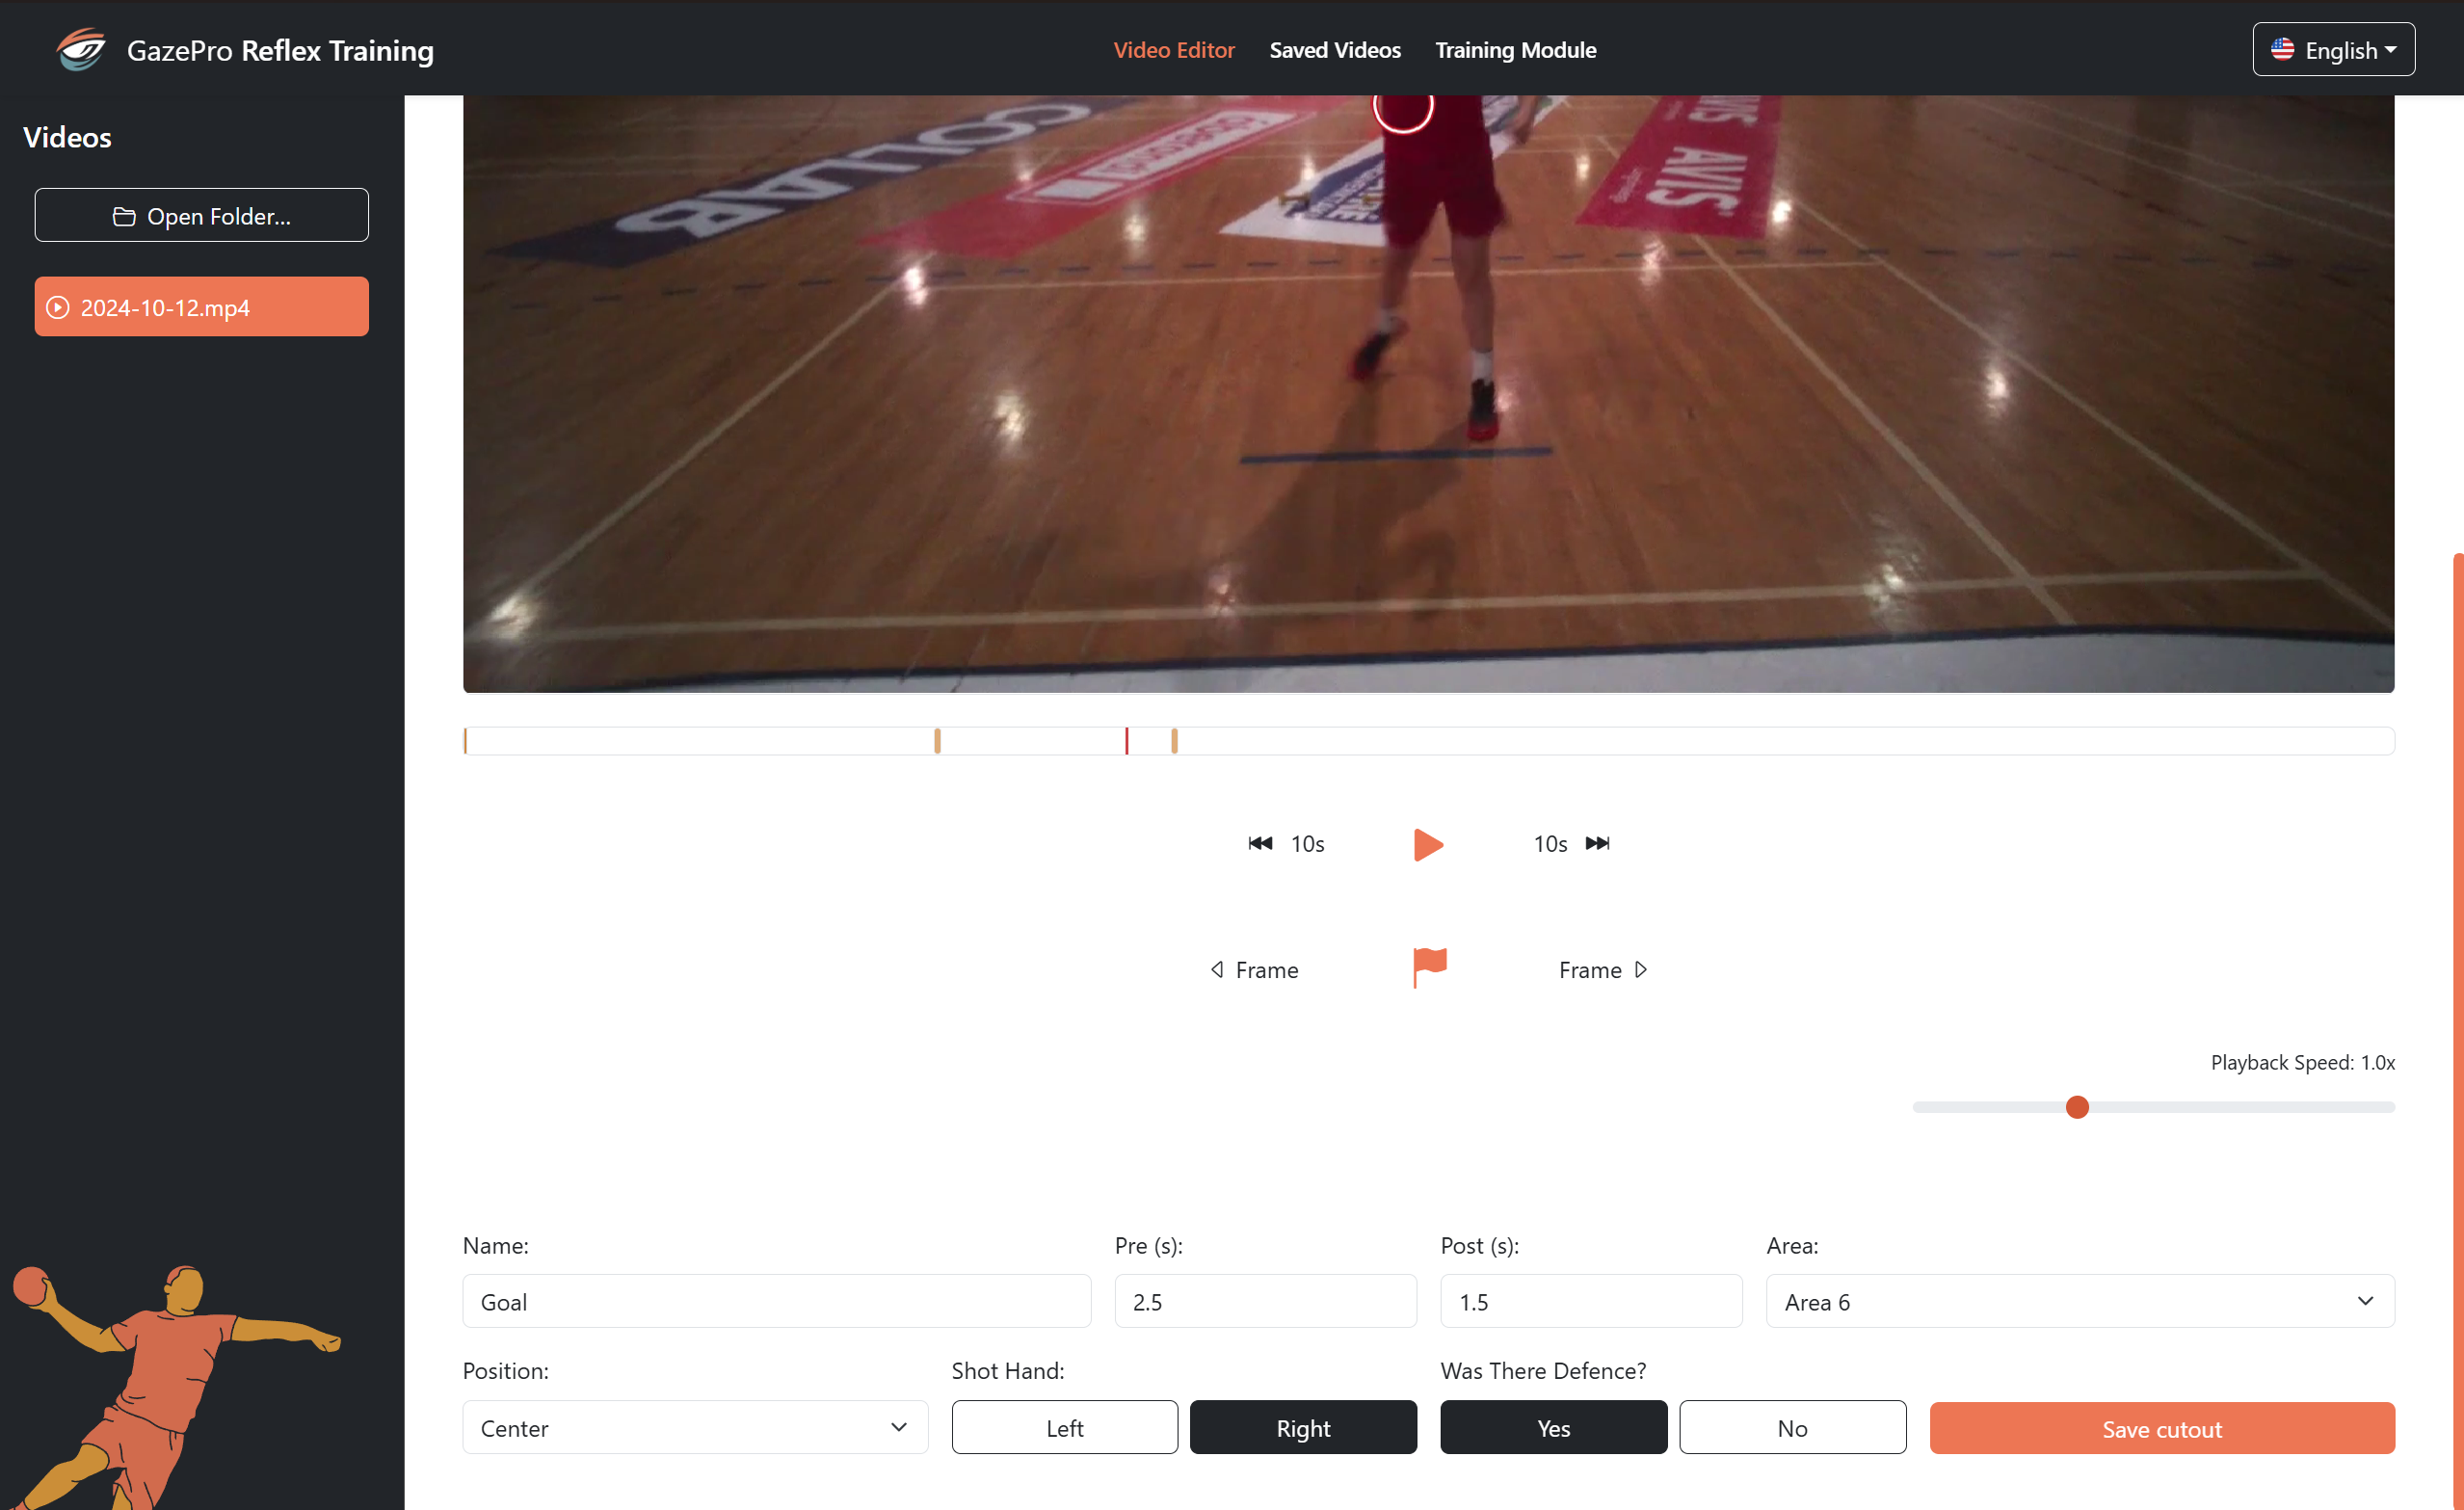 GazePro Reflex Training
Video Editor
Saved Videos
Training Module
English
Videos
Open Folder...
2024-10-12.mp4
COLLAB
AVIS
AVIS
10s
10s
Frame
Frame
Playback Speed: 1.0x
Name:
Pre (s):
Post (s):
Area:
Goal
2.5
1.5
Area 6
Position:
Shot Hand:
Was There Defence?
Center
Left
Right
Yes
No
Save cutout